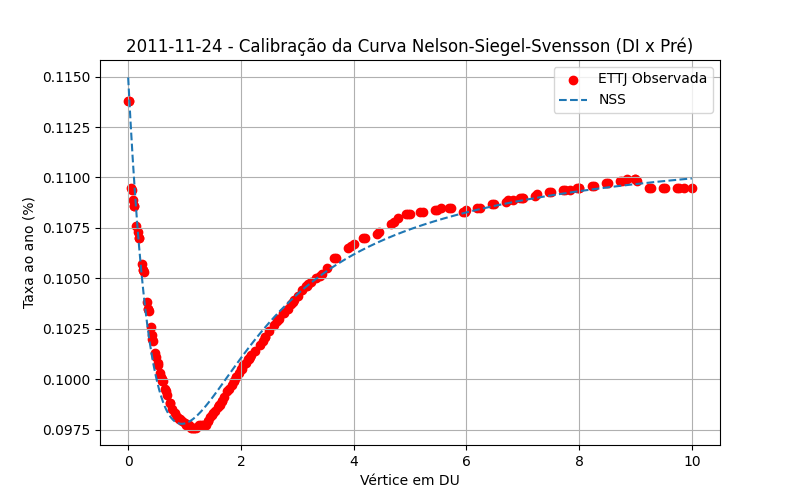 2011-11-24 - Calibração da Curva Nelson-Siegel-Svensson (DI x Pré)
ETTJ Observada
NSS
Taxa ao ano (%)
0.1150
0.1125
0.1100
0.1075
0.1050
0.1025
0.1000
0.0975
0 2 4 6 8 10
Vértice em DU